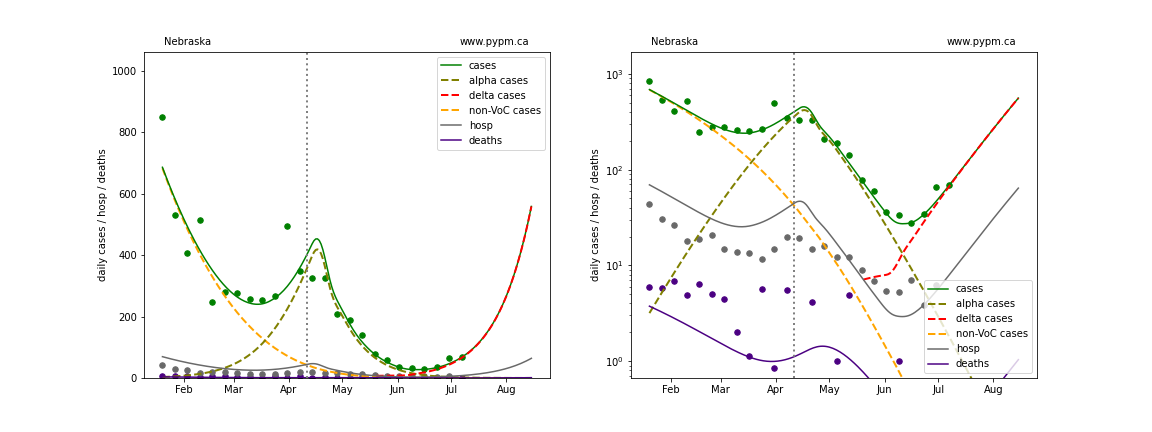 Nebraska
www.pypm.ca
daily cases / hosp / deaths
1000
800
600
400
200
0
Feb
Mar
Apr
May
Jun
Jul
Aug
cases
alpha cases
delta cases
non-VoC cases
hosp
deaths
Nebraska
www.pypm.ca
daily cases / hosp / deaths
10³
10²
10¹
10⁰
Feb
Mar
Apr
May
Jun
Jul
Aug
cases
alpha cases
delta cases
non-VoC cases
hosp
deaths